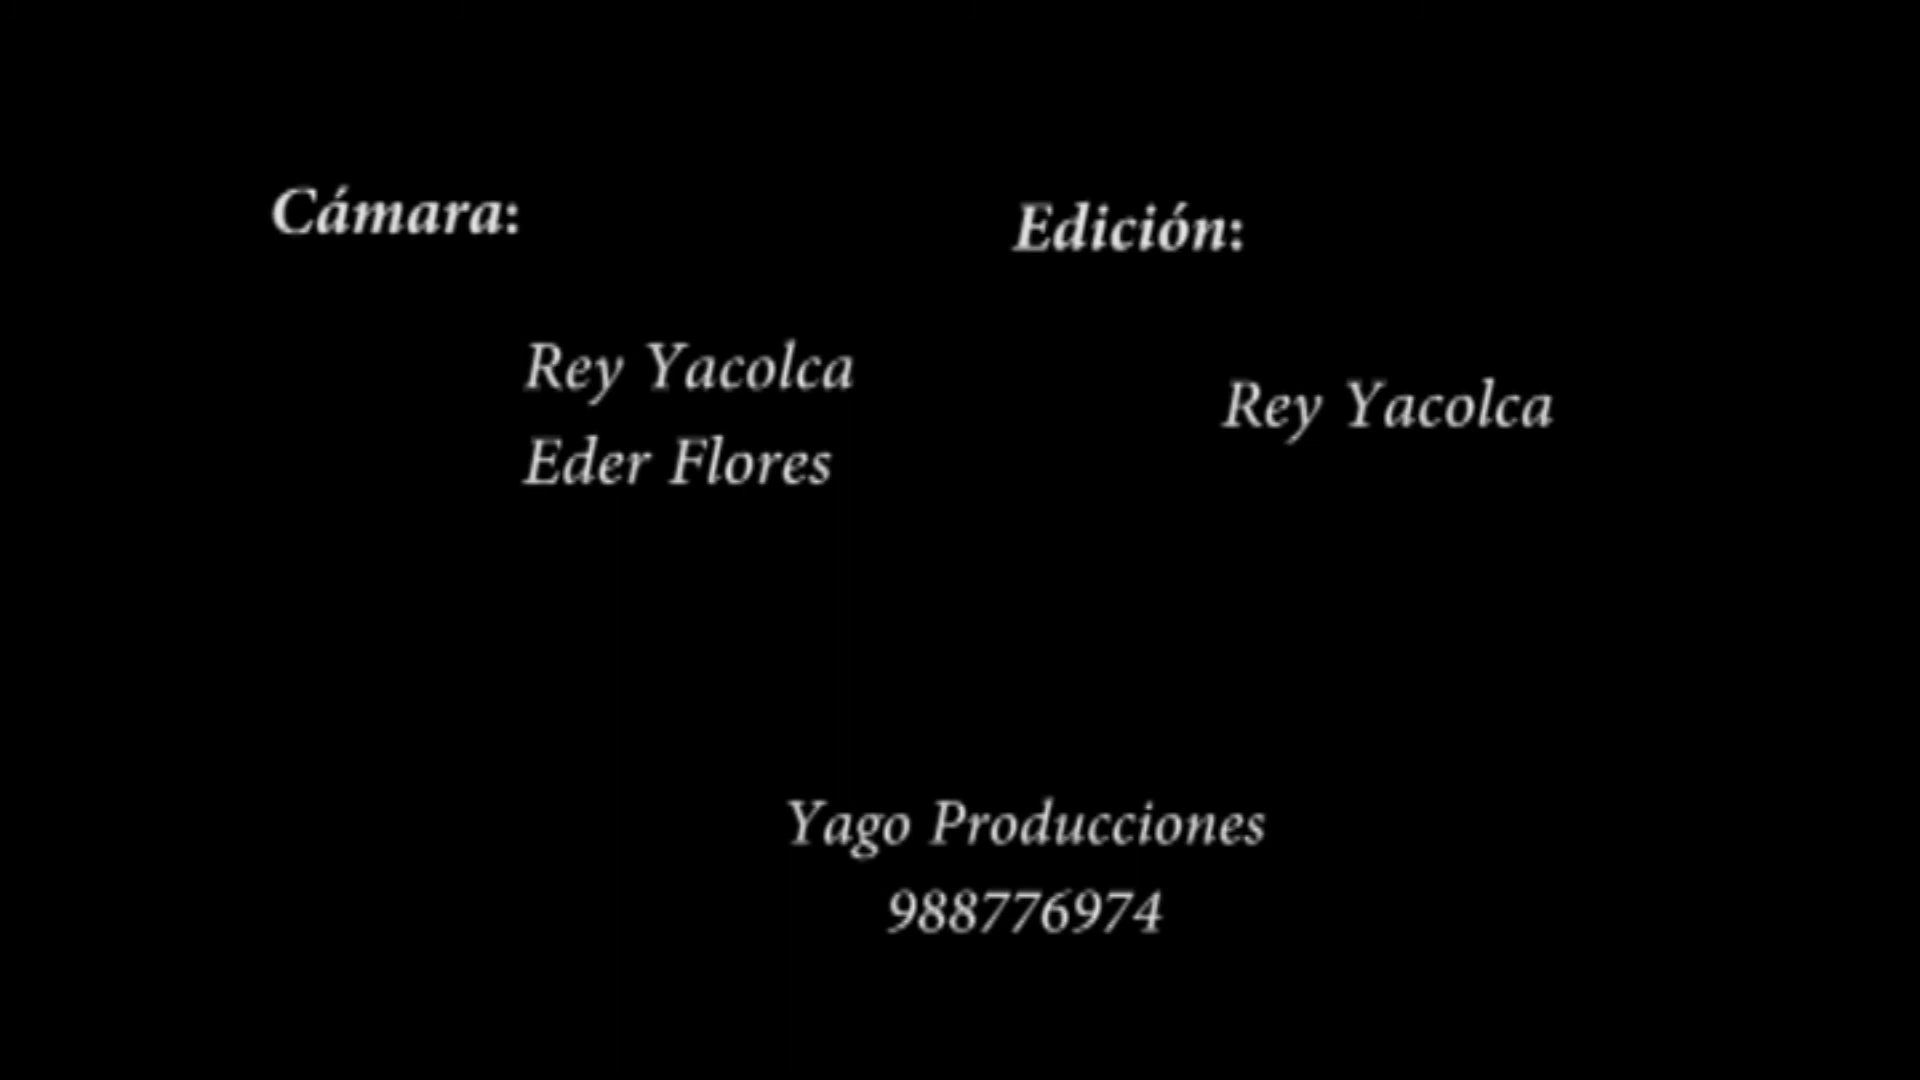 Cámara:
Rey Yacolca
Eder Flores
Edición:
Rey Yacolca
Yago Producciones
988776974